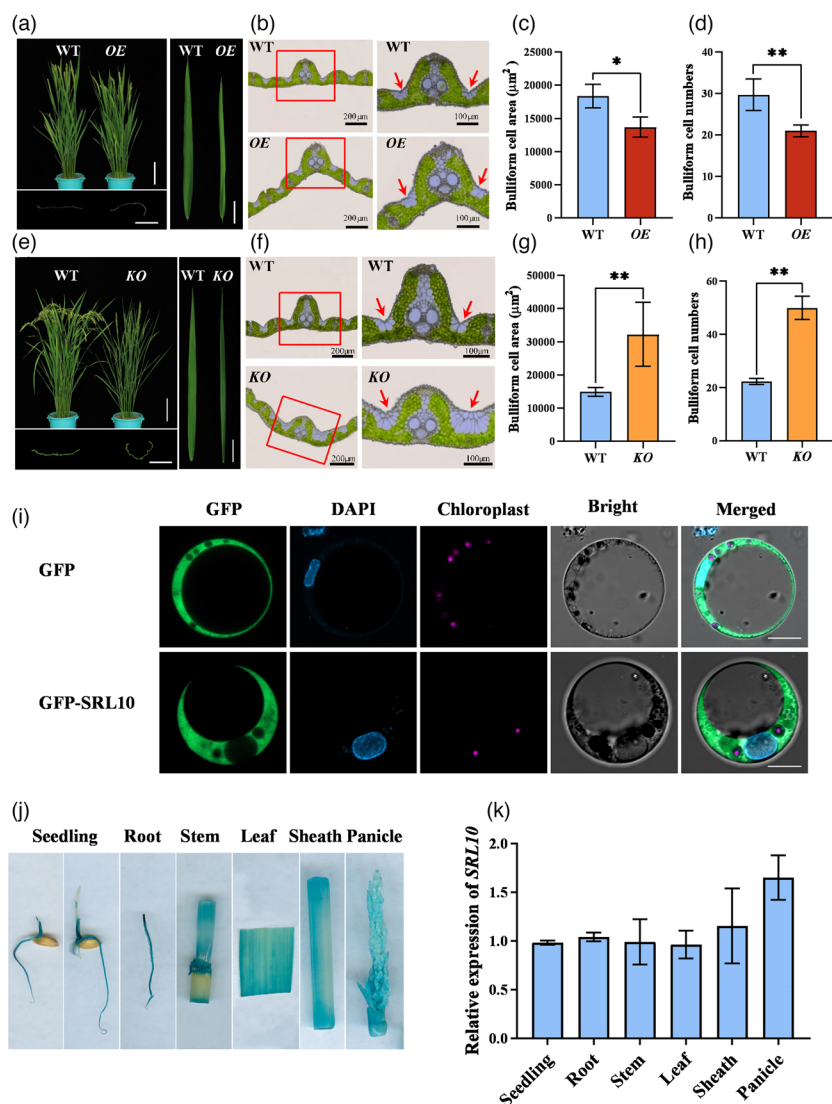 (a)
WT OE WT OE
(b)
WT WT
200μm 100μm
OE OE
200μm 100μm
(c)
Bulliform cell area (μm²)
25000
20000
15000
10000
5000
0
*
WT OE
(d)
Bulliform cell numbers
40
30
20
10
0
**
WT OE
(e)
WT KO WT KO
(f)
WT WT
200μm 100μm
KO KO
200μm 100μm
(g)
Bulliform cell area (μm²)
50000
40000
30000
20000
10000
0
**
WT KO
(h)
Bulliform cell numbers
60
40
20
0
**
WT KO
(i)
GFP DAPI Chloroplast Bright Merged
GFP
GFP-SRL10
(j)
Seedling Root Stem Leaf Sheath Panicle
(k)
Relative expression of SRL10
2.0
1.5
1.0
0.5
0.0
Seedling Root Stem Leaf Sheath Panicle